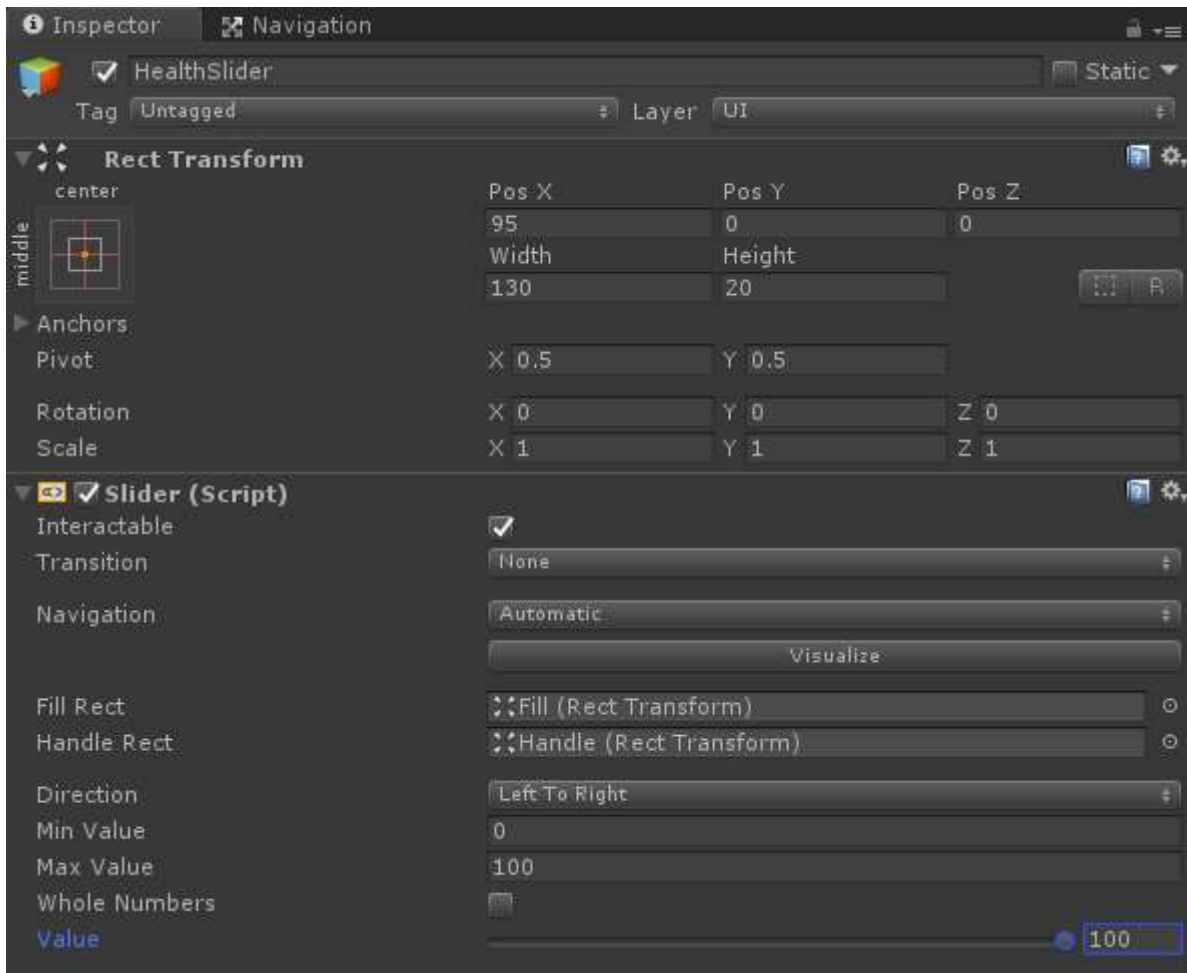 Inspector Navigation
HealthSlider Static
Tag Untagged Layer UI
Rect Transform
center Pos X Pos Y Pos Z
middle 95 0 0
Width Height
130 20 R
Anchors
Pivot X 0.5 Y 0.5
Rotation X 0 Y 0 Z 0
Scale X 1 Y 1 Z 1
Slider (Script)
Interactable
Transition None
Navigation Automatic
Visualize
Fill Rect Fill (Rect Transform)
Handle Rect Handle (Rect Transform)
Direction Left To Right
Min Value 0
Max Value 100
Whole Numbers
Value 100